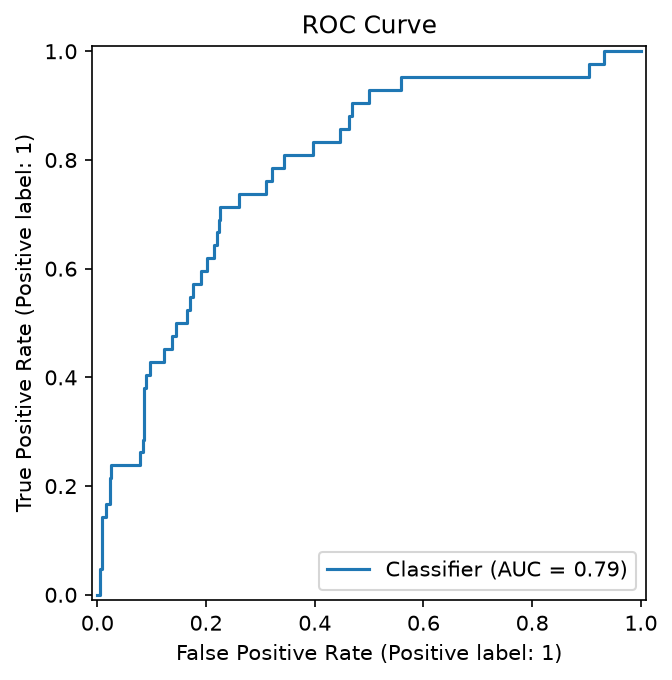 ROC Curve
1.0
0.8
0.6
0.4
0.2
0.0
True Positive Rate (Positive label: 1)
Classifier (AUC = 0.79)
0.0 0.2 0.4 0.6 0.8 1.0
False Positive Rate (Positive label: 1)